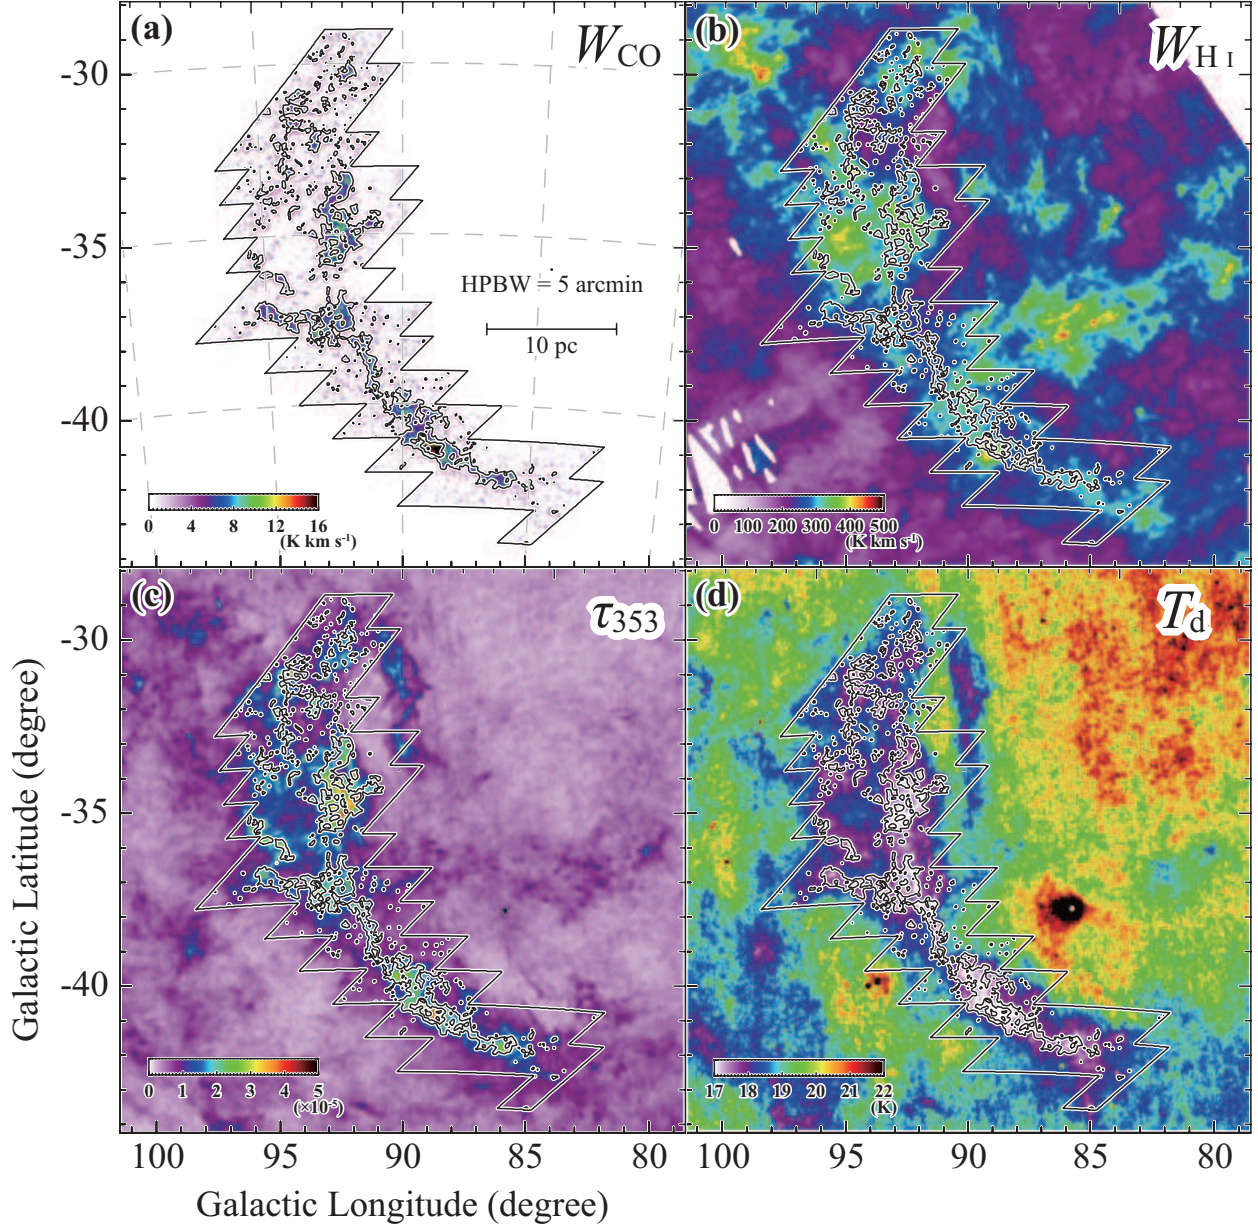 (a)
W_CO
-30
-35
-40
HPBW = 5 arcmin
10 pc
0 4 8 12 16
(K km s⁻¹)
(b)
W_H I
0 100 200 300 400 500
(K km s⁻¹)
(c)
τ₃₅₃
-30
-35
-40
0 1 2 3 4 5
(×10⁻⁵)
(d)
T_d
17 18 19 20 21 22
(K)
100 95 90 85 80
100 95 90 85 80
Galactic Latitude (degree)
Galactic Longitude (degree)